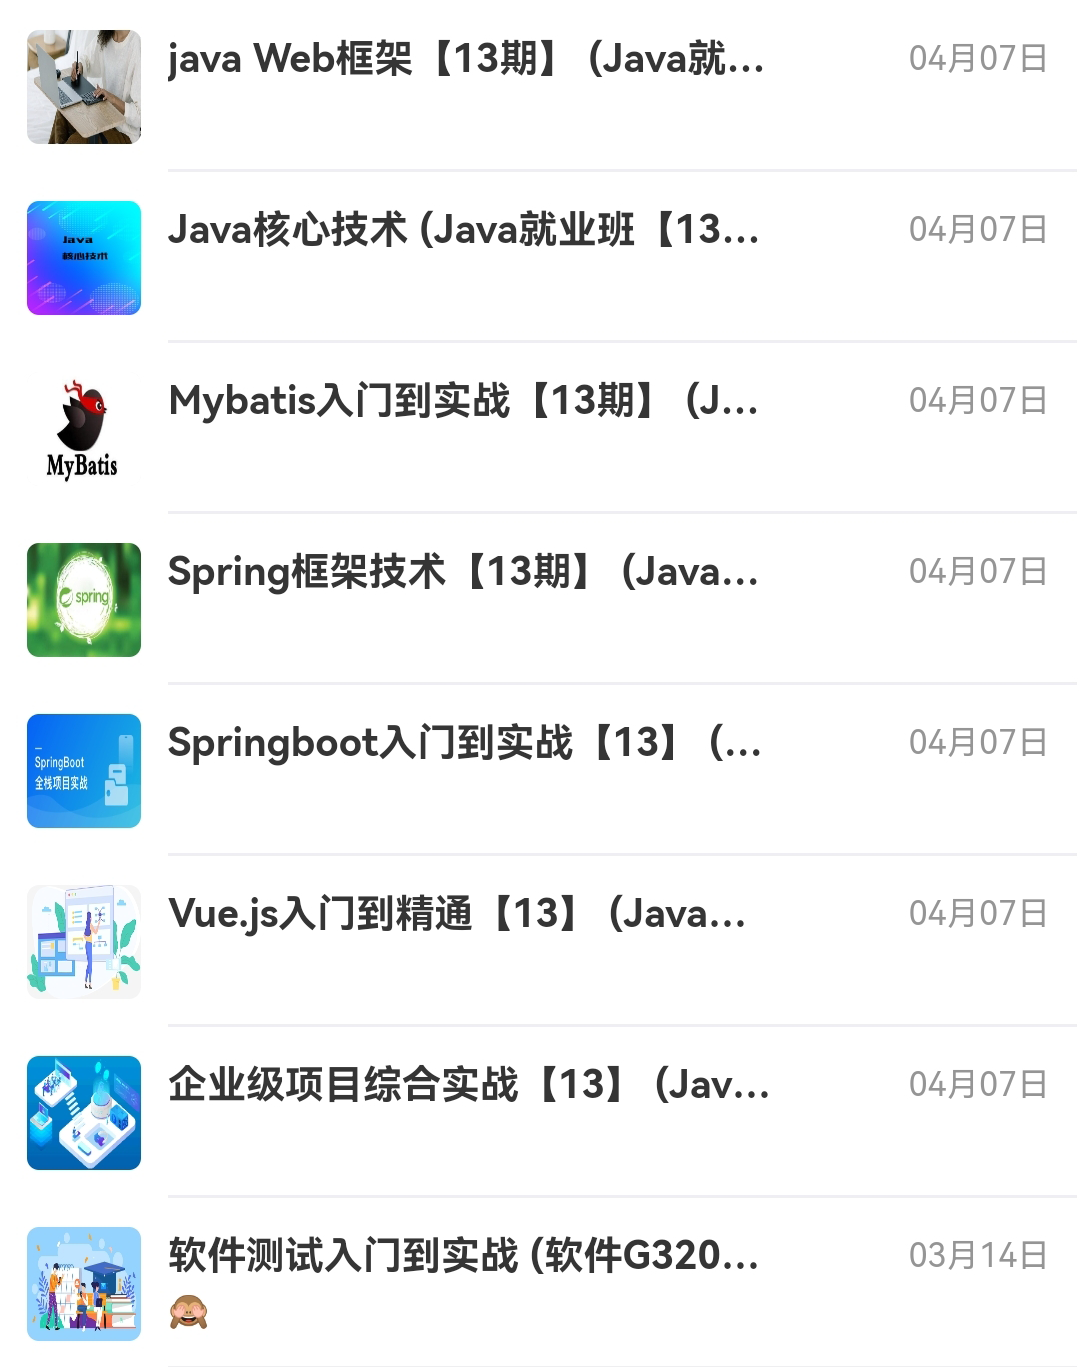 java Web框架【13期】 (Java就...
04月07日
Java
核心技术
Java核心技术 (Java就业班【13...
04月07日
Mybatis入门到实战【13期】 (J...
04月07日
MyBatis
Spring框架技术【13期】 (Java...
04月07日
spring
Springboot入门到实战【13】 (...
04月07日
SpringBoot
全栈项目实战
Vue.js入门到精通【13】 (Java...
04月07日
企业级项目综合实战【13】 (Jav...
04月07日
软件测试入门到实战 (软件G320...
03月14日
🙈